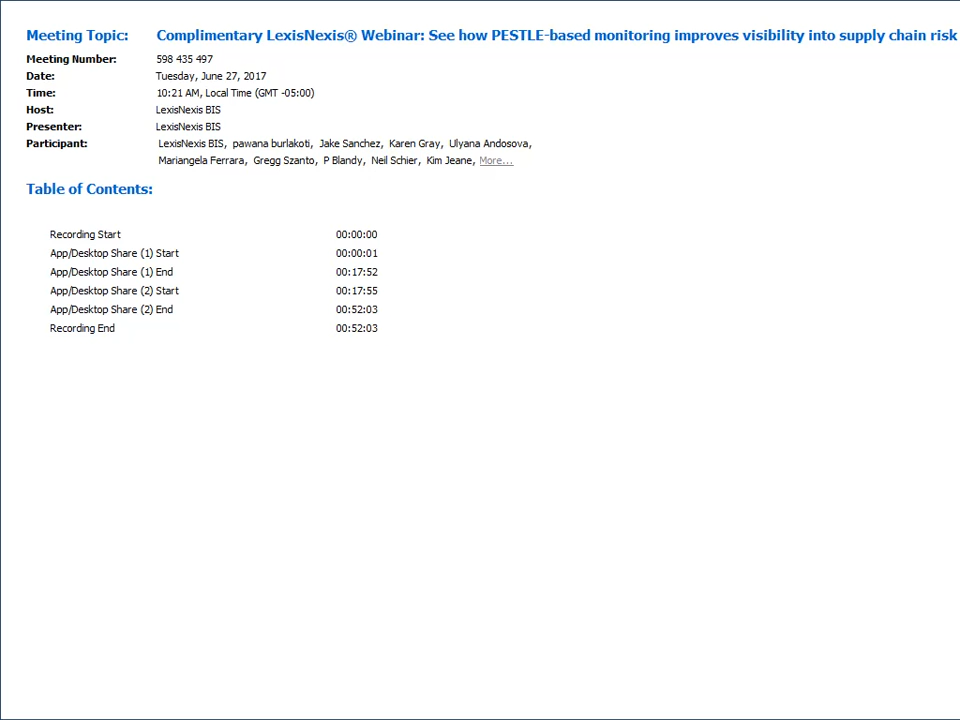 Meeting Topic: Complimentary LexisNexis® Webinar: See how PESTLE-based monitoring improves visibility into supply chain risk
Meeting Number: 598 435 497
Date: Tuesday, June 27, 2017
Time: 10:21 AM, Local Time (GMT -05:00)
Host: LexisNexis BIS
Presenter: LexisNexis BIS
Participant: LexisNexis BIS, pawana burlakoti, Jake Sanchez, Karen Gray, Ulyana Andosova,
Mariangela Ferrara, Gregg Szanto, P Blandy, Neil Schier, Kim Jeane, More...
Table of Contents:
Recording Start 00:00:00
App/Desktop Share (1) Start 00:00:01
App/Desktop Share (1) End 00:17:52
App/Desktop Share (2) Start 00:17:55
App/Desktop Share (2) End 00:52:03
Recording End 00:52:03